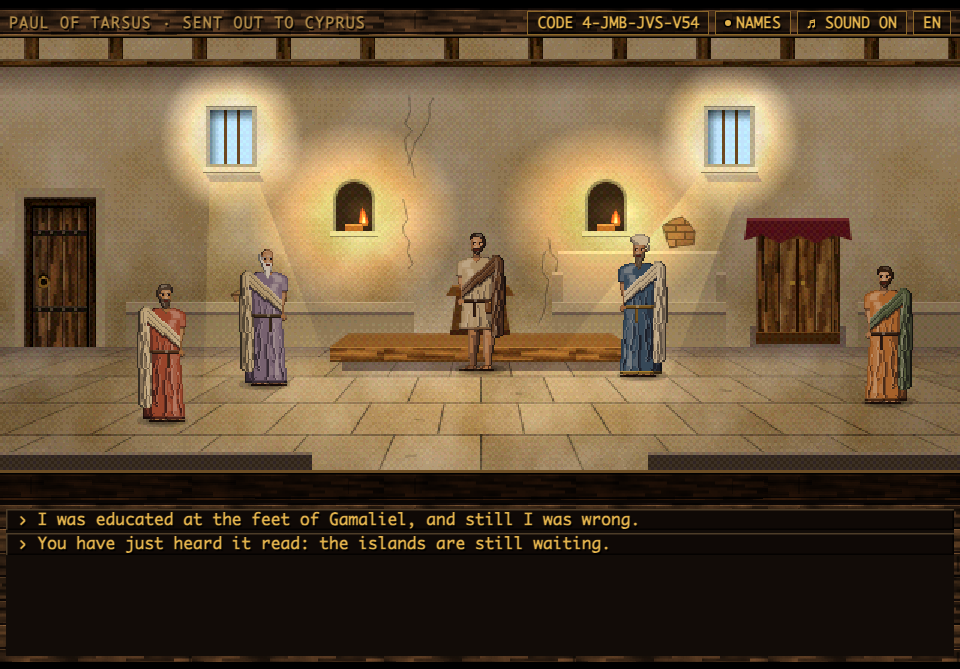 PAUL OF TARSUS · SENT OUT TO CYPRUS
CODE 4-JMB-JVS-V54
• NAMES
♬ SOUND ON
EN
› I was educated at the feet of Gamaliel, and still I was wrong.
› You have just heard it read: the islands are still waiting.